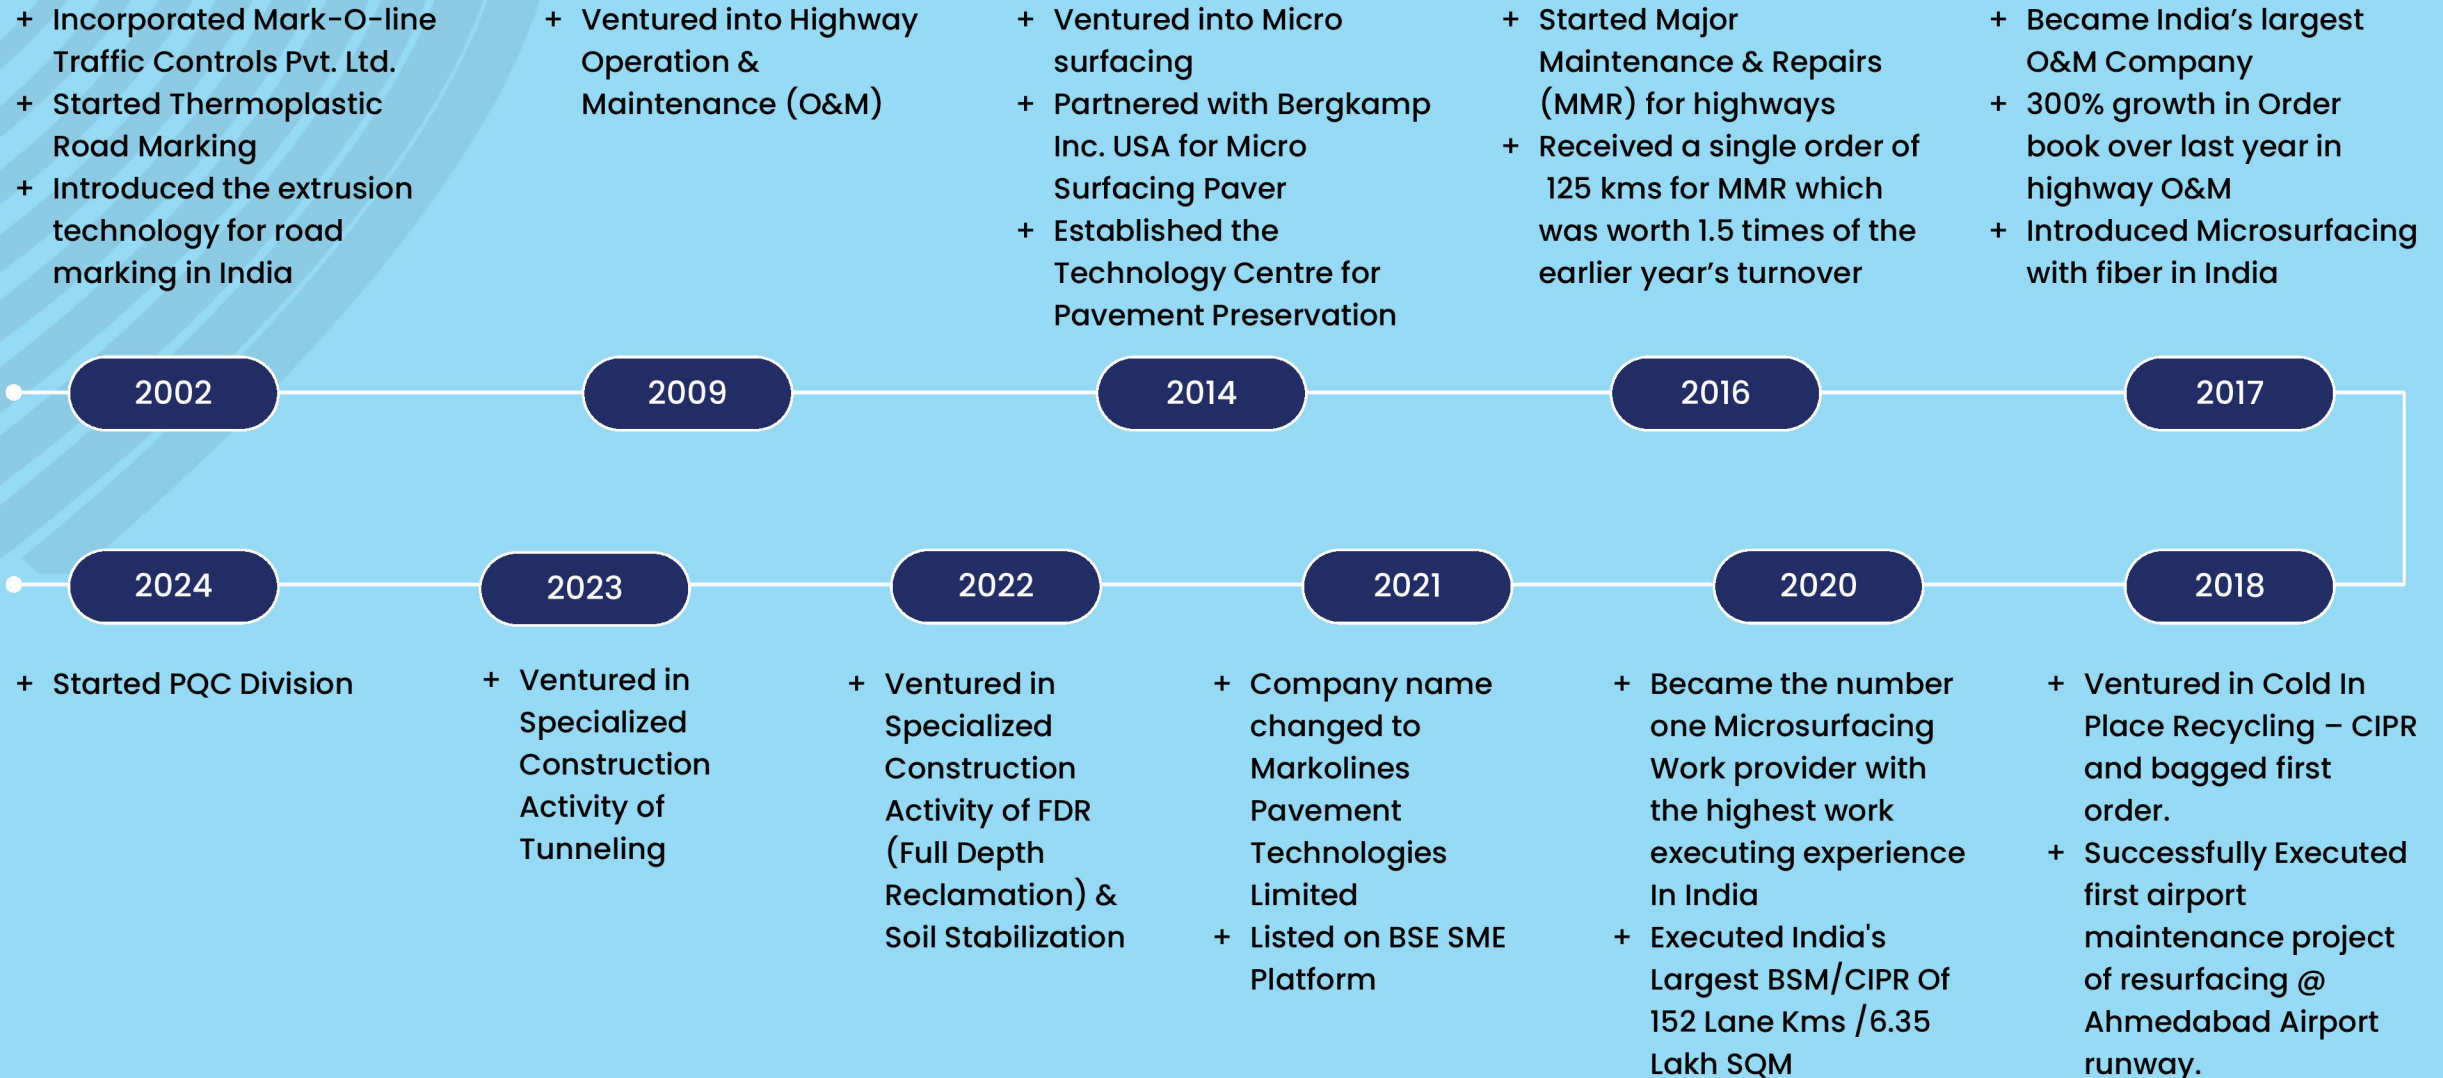 + Incorporated Mark-O-line
Traffic Controls Pvt. Ltd.
+ Started Thermoplastic
Road Marking
+ Introduced the extrusion
technology for road
marking in India
+ Ventured into Highway
Operation &
Maintenance (O&M)
+ Ventured into Micro
surfacing
+ Partnered with Bergkamp
Inc. USA for Micro
Surfacing Paver
+ Established the
Technology Centre for
Pavement Preservation
+ Started Major
Maintenance & Repairs
(MMR) for highways
+ Received a single order of
125 kms for MMR which
was worth 1.5 times of the
earlier year’s turnover
+ Became India’s largest
O&M Company
+ 300% growth in Order
book over last year in
highway O&M
+ Introduced Microsurfacing
with fiber in India
2002
2009
2014
2016
2017
2024
2023
2022
2021
2020
2018
+ Started PQC Division
+ Ventured in
Specialized
Construction
Activity of
Tunneling
+ Ventured in
Specialized
Construction
Activity of FDR
(Full Depth
Reclamation) &
Soil Stabilization
+ Company name
changed to
Markolines
Pavement
Technologies
Limited
+ Listed on BSE SME
Platform
+ Became the number
one Microsurfacing
Work provider with
the highest work
executing experience
In India
+ Executed India's
Largest BSM/CIPR Of
152 Lane Kms /6.35
Lakh SQM
+ Ventured in Cold In
Place Recycling – CIPR
and bagged first
order.
+ Successfully Executed
first airport
maintenance project
of resurfacing @
Ahmedabad Airport
runway.